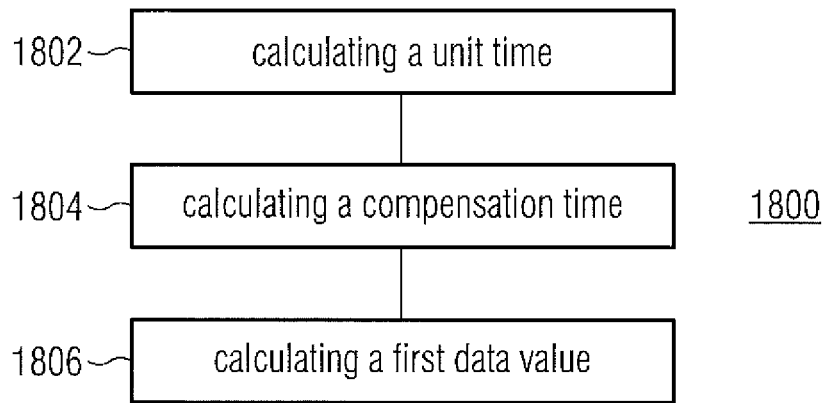 1802 calculating a unit time
1804 calculating a compensation time
1800
1806 calculating a first data value